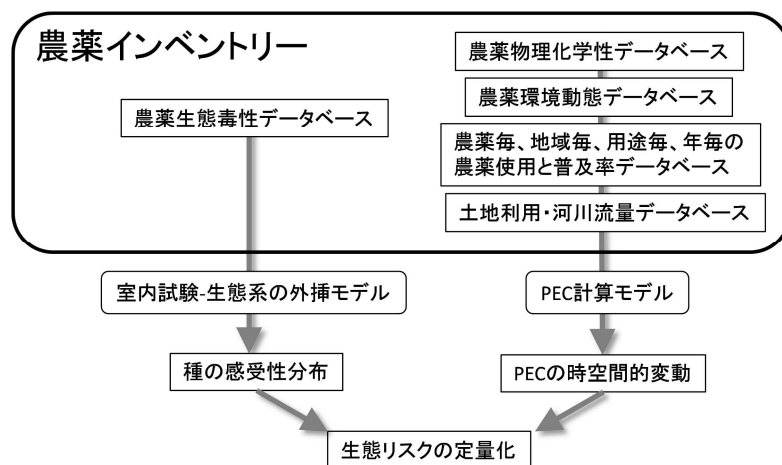 農薬インベントリー
農薬物理化学性データベース
農薬環境動態データベース
農薬生態毒性データベース
農薬毎、地域毎、用途毎、年毎の
農薬使用と普及率データベース
土地利用・河川流量データベース
室内試験-生態系の外挿モデル
PEC計算モデル
種の感受性分布
PECの時空間的変動
生態リスクの定量化